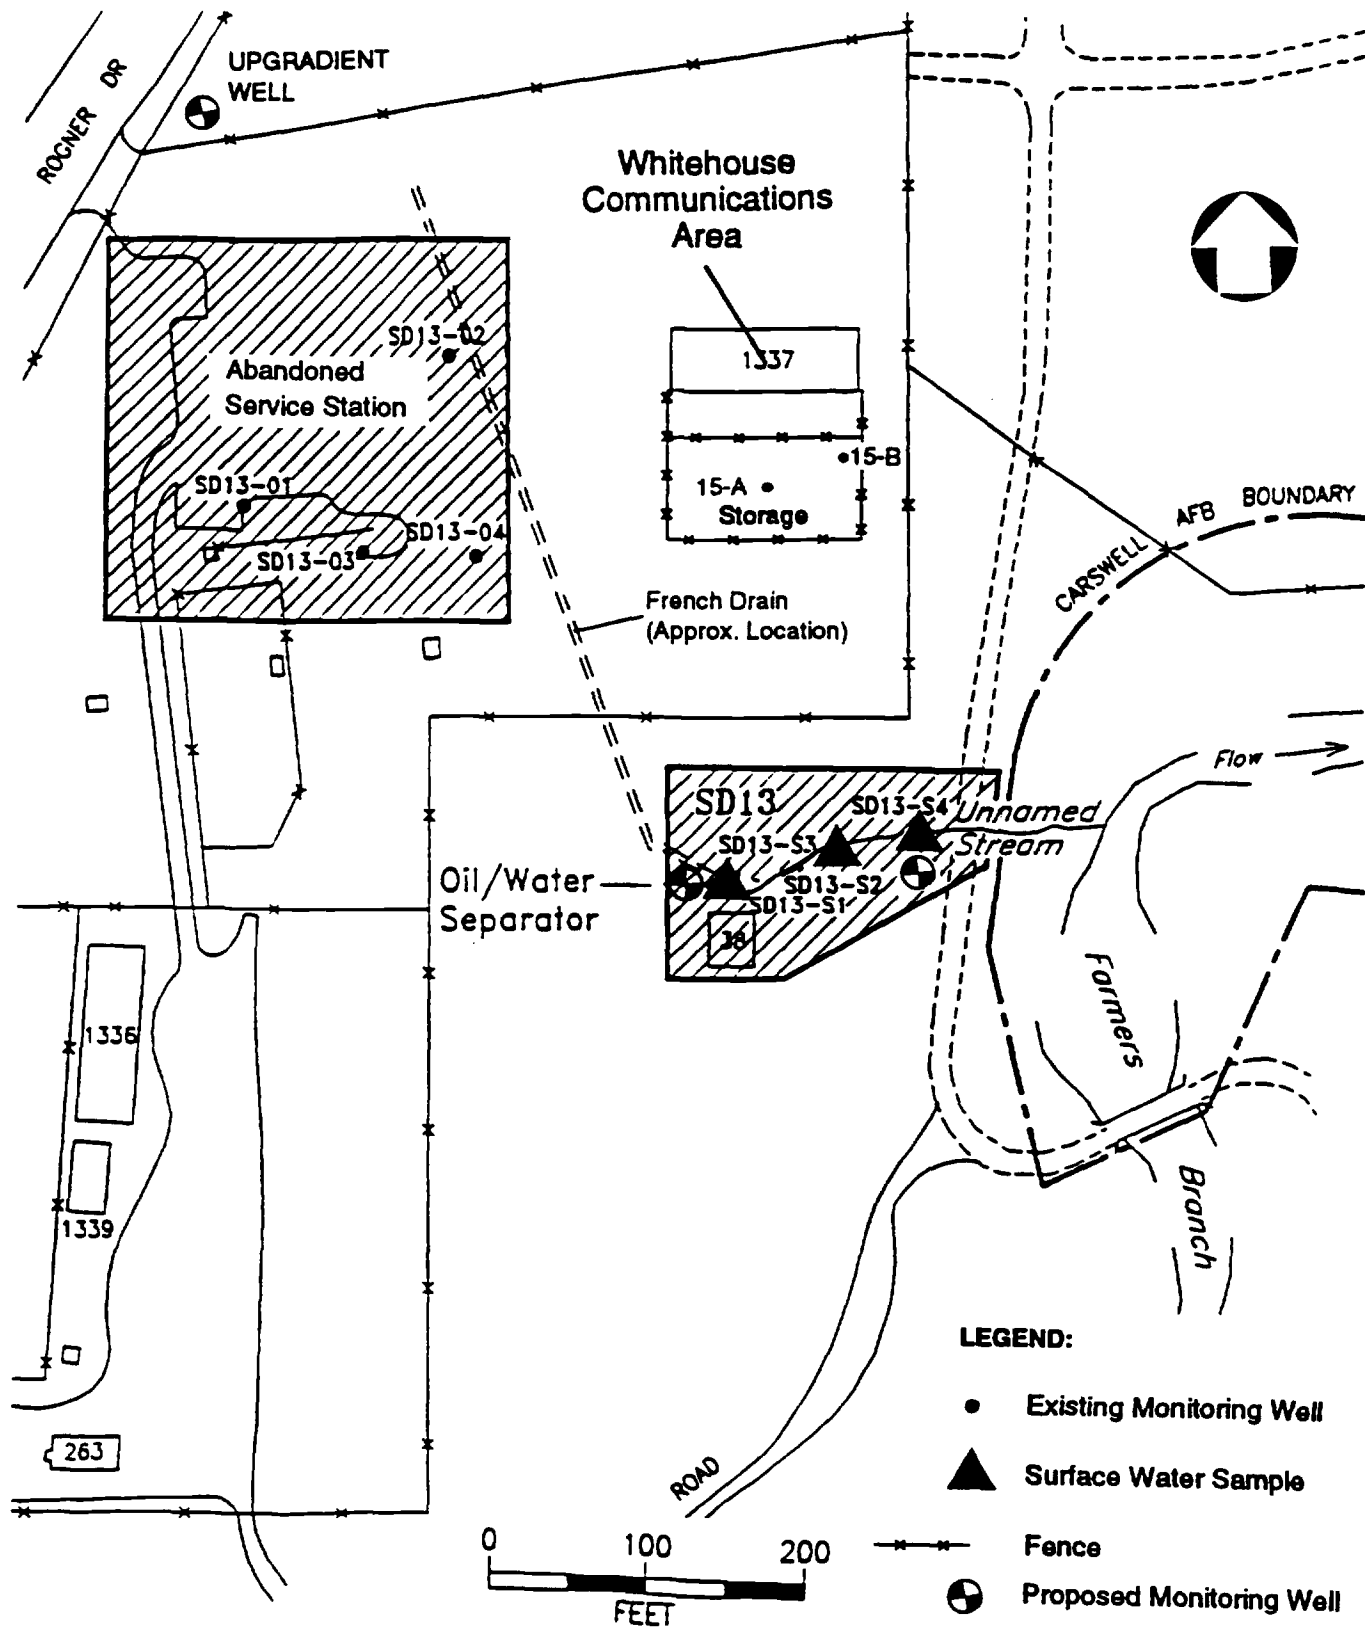 UPGRADIENT
WELL
ROGNER DR
Whitehouse
Communications
Area
SD13-02
1337
Abandoned
Service Station
15-B
15-A
Storage
SD13-01
SD13-04
SD13-03
AFB BOUNDARY
CARSWELL
French Drain
(Approx. Location)
Flow
SD13
SD13-S4
Unnamed
Stream
SD13-S3
SD13-S2
SD13-S1
Oil/Water
Separator
38
Farmers
Branch
1336
1339
263
ROAD
LEGEND:
Existing Monitoring Well
Surface Water Sample
Fence
Proposed Monitoring Well
0 100 200
FEET